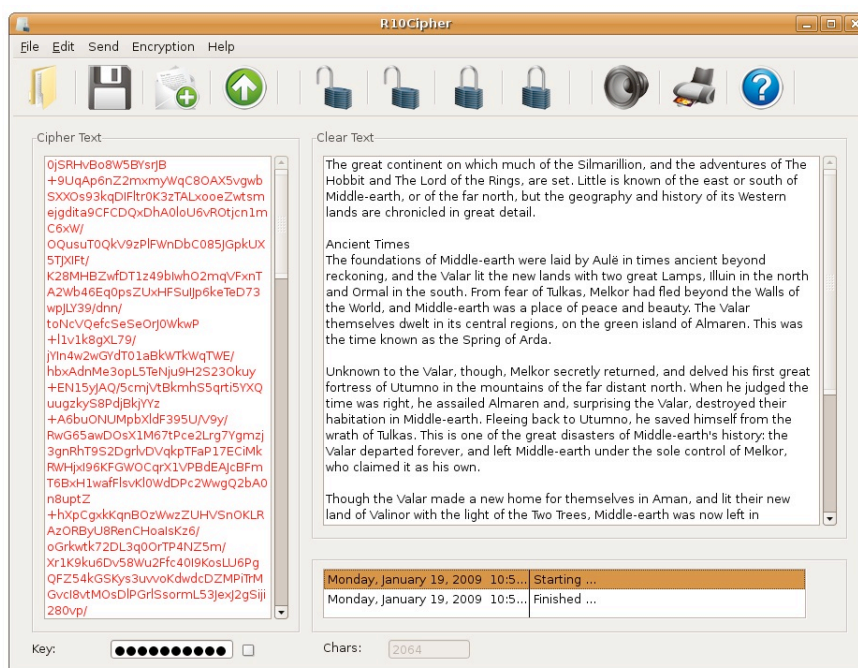 R10Cipher
File Edit Send Encryption Help
Cipher Text
0jSRHvBo8W5BYsrJB
+9UqAp6nZ2mxmyWqC8OAX5vgwb
SXXOs93kqDIFltr0K3zTALxooeZwtsm
ejgdita9CFCDQxDhA0loU6vROtjcn1m
C6xW/
OQusuT0QkV9zPlFWnDbC085JGpkUX
5TJXIFt/
K28MHBZwfDT1z49bIwhO2mqVFxnT
A2Wb46Eq0psZUxHFSuIJp6keTeD73
wpJLY39/dnn/
toNcVQefcSeSeOrJ0WkwP
+l1v1k8gXL79/
jYIn4w2wGYdT01aBkWTkWqTWE/
hbxAdnMe3opL5TeNju9H2S23Okuy
+EN15yJAQ/5cmjVtBkmhS5qrti5YXQ
uugzkyS8PdjBkjYYz
+A6buONUMpbXldF395U/V9y/
RwG65awDOsX1M67tPce2Lrg7Ygmzj
3gnRhT9S2DgrlvDVqkpTFaP17ECiMk
RWHjxI96KFGWOCqrX1VPBdEAJcBFm
T6BxH1wafFlsvKl0WdDPc2WwgQ2bA0
n8uptZ
+hXpCgxkKqnBOzWwzZUHVSnOKLR
AzORByU8RenCHoaIsKz6/
oGrkwtk72DL3q0OrTP4NZ5m/
Xr1K9ku6Dv58Wu2Ffc40I9KosLU6Pg
QFZ54kGSKys3uvvoKdwdcDZMPiTrM
GvcI8vtMOsDlPGrlSsormL53JexJ2gSiji
280vp/
Clear Text
The great continent on which much of the Silmarillion, and the adventures of The
Hobbit and The Lord of the Rings, are set. Little is known of the east or south of
Middle-earth, or of the far north, but the geography and history of its Western
lands are chronicled in great detail.
Ancient Times
The foundations of Middle-earth were laid by Aulë in times ancient beyond
reckoning, and the Valar lit the new lands with two great Lamps, Illuin in the north
and Ormal in the south. From fear of Tulkas, Melkor had fled beyond the Walls of
the World, and Middle-earth was a place of peace and beauty. The Valar
themselves dwelt in its central regions, on the green island of Almaren. This was
the time known as the Spring of Arda.
Unknown to the Valar, though, Melkor secretly returned, and delved his first great
fortress of Utumno in the mountains of the far distant north. When he judged the
time was right, he assailed Almaren and, surprising the Valar, destroyed their
habitation in Middle-earth. Fleeing back to Utumno, he saved himself from the
wrath of Tulkas. This is one of the great disasters of Middle-earth's history: the
Valar departed forever, and left Middle-earth under the sole control of Melkor,
who claimed it as his own.
Though the Valar made a new home for themselves in Aman, and lit their new
land of Valinor with the light of the Two Trees, Middle-earth was now left in
Monday, January 19, 2009 10:5... Starting ...
Monday, January 19, 2009 10:5... Finished ...
Key: ●●●●●●●●●●
Chars: 2064